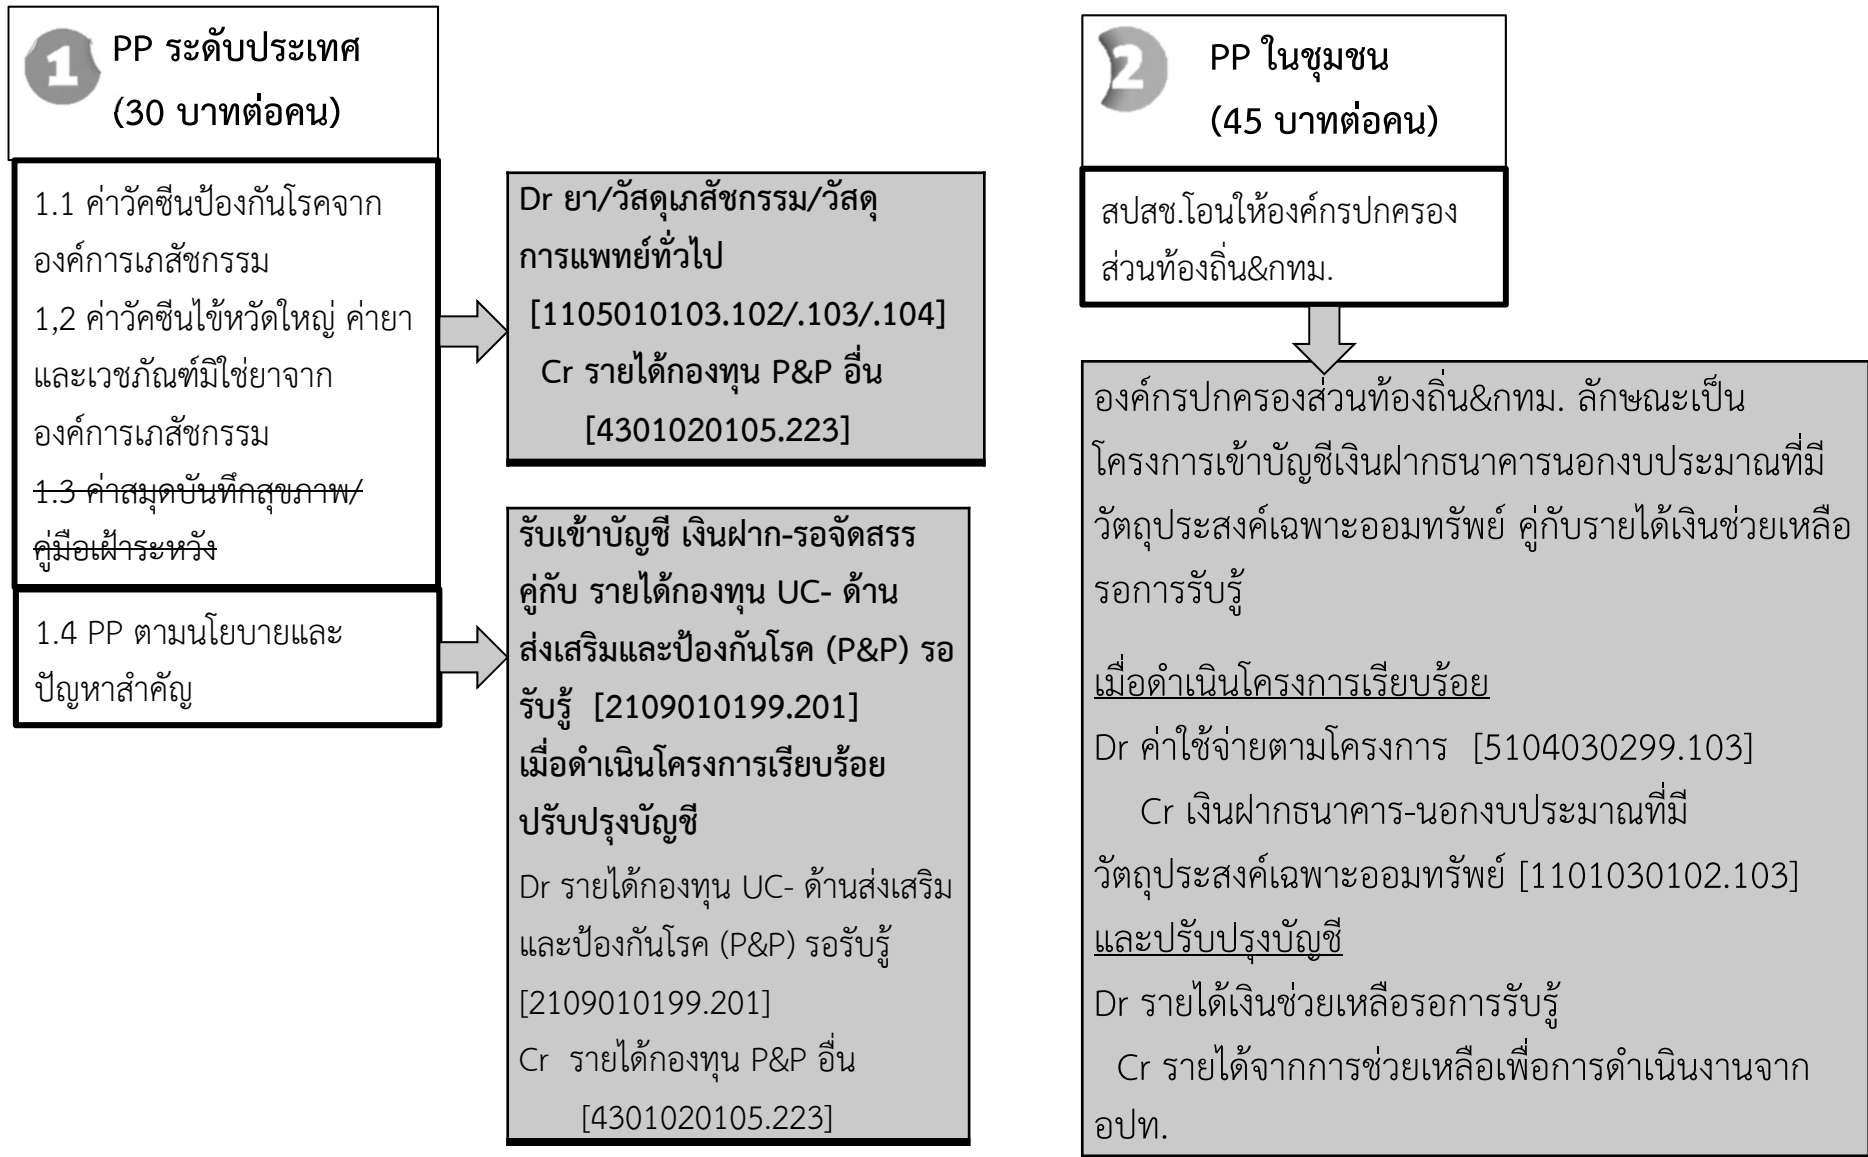 1
PP ระดับประเทศ
(30 บาทต่อคน)
1.1 ค่าวัคซีนป้องกันโรคจาก
องค์การเภสัชกรรม
1,2 ค่าวัคซีนไข้หวัดใหญ่ ค่ายา
และเวชภัณฑ์มิใช่ยาจาก
องค์การเภสัชกรรม
1.3 ค่าสมุดบันทึกสุขภาพ/
คู่มือเฝ้าระหวัง
1.4 PP ตามนโยบายและ
ปัญหาสำคัญ
Dr ยา/วัสดุเภสัชกรรม/วัสดุ
การแพทย์ทั่วไป
[1105010103.102/.103/.104]
Cr รายได้กองทุน P&P อื่น
[4301020105.223]
รับเข้าบัญชี เงินฝาก-รอจัดสรร
คู่กับ รายได้กองทุน UC- ด้าน
ส่งเสริมและป้องกันโรค (P&P) รอ
รับรู้ [2109010199.201]
เมื่อดำเนินโครงการเรียบร้อย
ปรับปรุงบัญชี
Dr รายได้กองทุน UC- ด้านส่งเสริม
และป้องกันโรค (P&P) รอรับรู้
[2109010199.201]
Cr รายได้กองทุน P&P อื่น
[4301020105.223]
2
PP ในชุมชน
(45 บาทต่อคน)
สปสช.โอนให้องค์กรปกครอง
ส่วนท้องถิ่น&กทม.
องค์กรปกครองส่วนท้องถิ่น&กทม. ลักษณะเป็น
โครงการเข้าบัญชีเงินฝากธนาคารนอกงบประมาณที่มี
วัตถุประสงค์เฉพาะออมทรัพย์ คู่กับรายได้เงินช่วยเหลือ
รอการรับรู้
เมื่อดำเนินโครงการเรียบร้อย
Dr ค่าใช้จ่ายตามโครงการ [5104030299.103]
Cr เงินฝากธนาคาร-นอกงบประมาณที่มี
วัตถุประสงค์เฉพาะออมทรัพย์ [1101030102.103]
และปรับปรุงบัญชี
Dr รายได้เงินช่วยเหลือรอการรับรู้
Cr รายได้จากการช่วยเหลือเพื่อการดำเนินงานจาก
อปท.